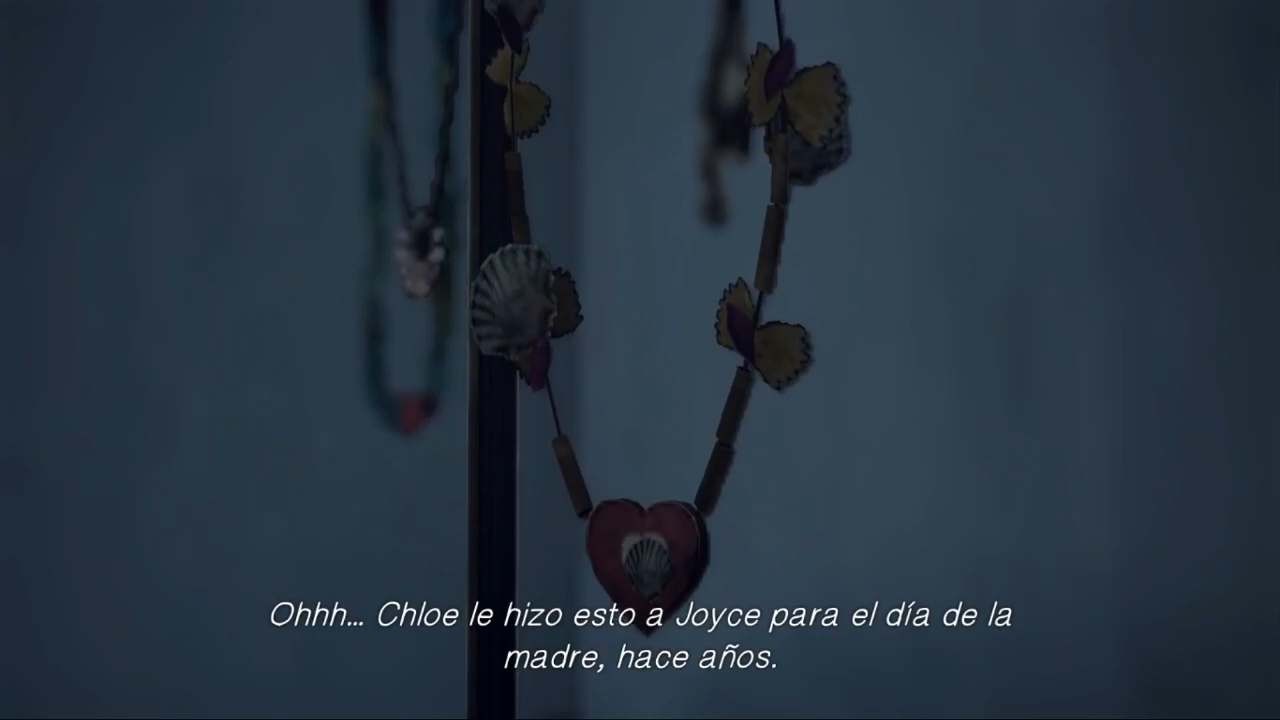 Ohhh... Chloe le hizo esto a Joyce para el día de la
madre, hace años.